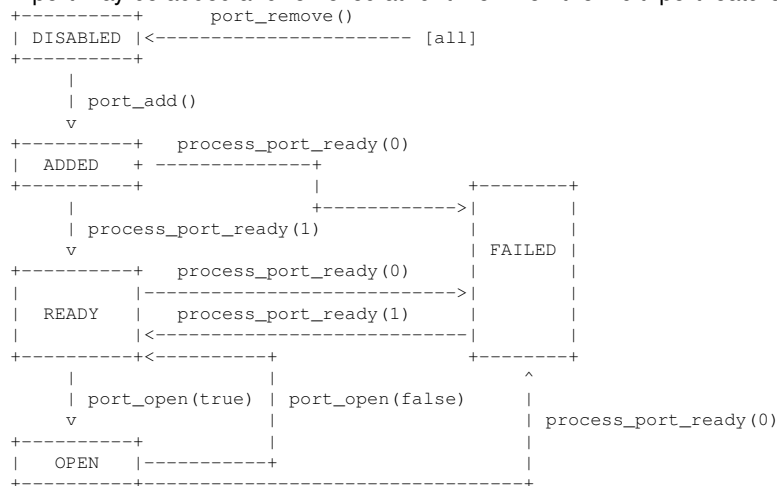 port_remove()
DISABLED [all]
port_add()
process_port_ready(0)
ADDED
process_port_ready(1)
FAILED
process_port_ready(0)
READY process_port_ready(1)
port_open(true) port_open(false)
process_port_ready(0)
OPEN